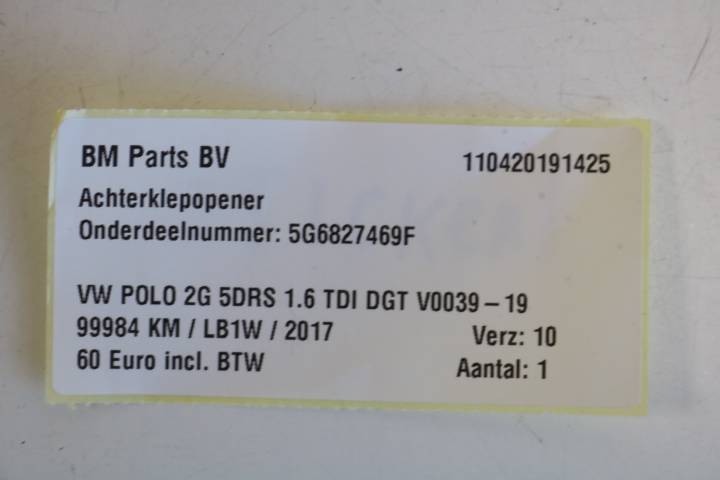 BM Parts BV 110420191425
Achterklepopener
Onderdeelnummer: 5G6827469F
VW POLO 2G 5DRS 1.6 TDI DGT V0039 – 19
99984 KM / LB1W / 2017 Verz: 10
60 Euro incl. BTW Aantal: 1